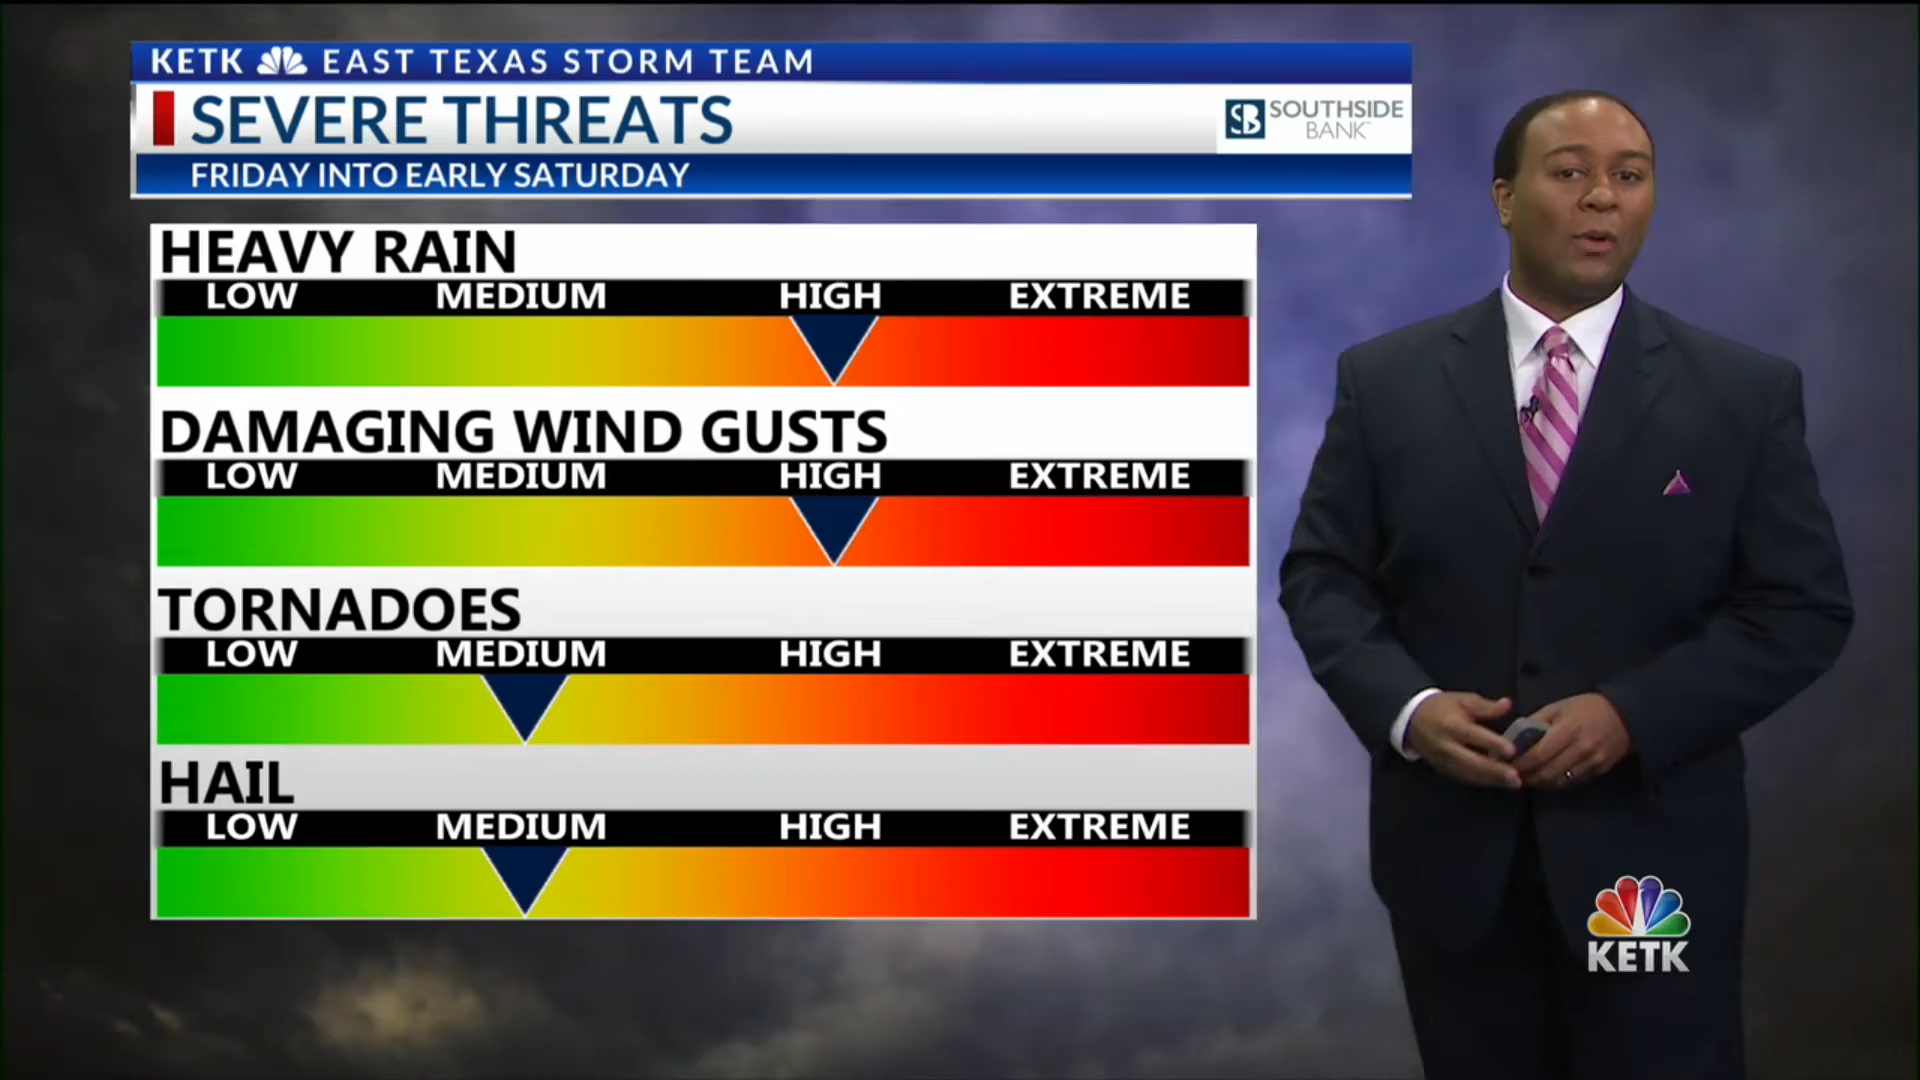 KETK EAST TEXAS STORM TEAM
SEVERE THREATS
SB SOUTHSIDE
BANK
FRIDAY INTO EARLY SATURDAY
HEAVY RAIN
LOW MEDIUM HIGH EXTREME
DAMAGING WIND GUSTS
LOW MEDIUM HIGH EXTREME
TORNADOES
LOW MEDIUM HIGH EXTREME
HAIL
LOW MEDIUM HIGH EXTREME
KETK